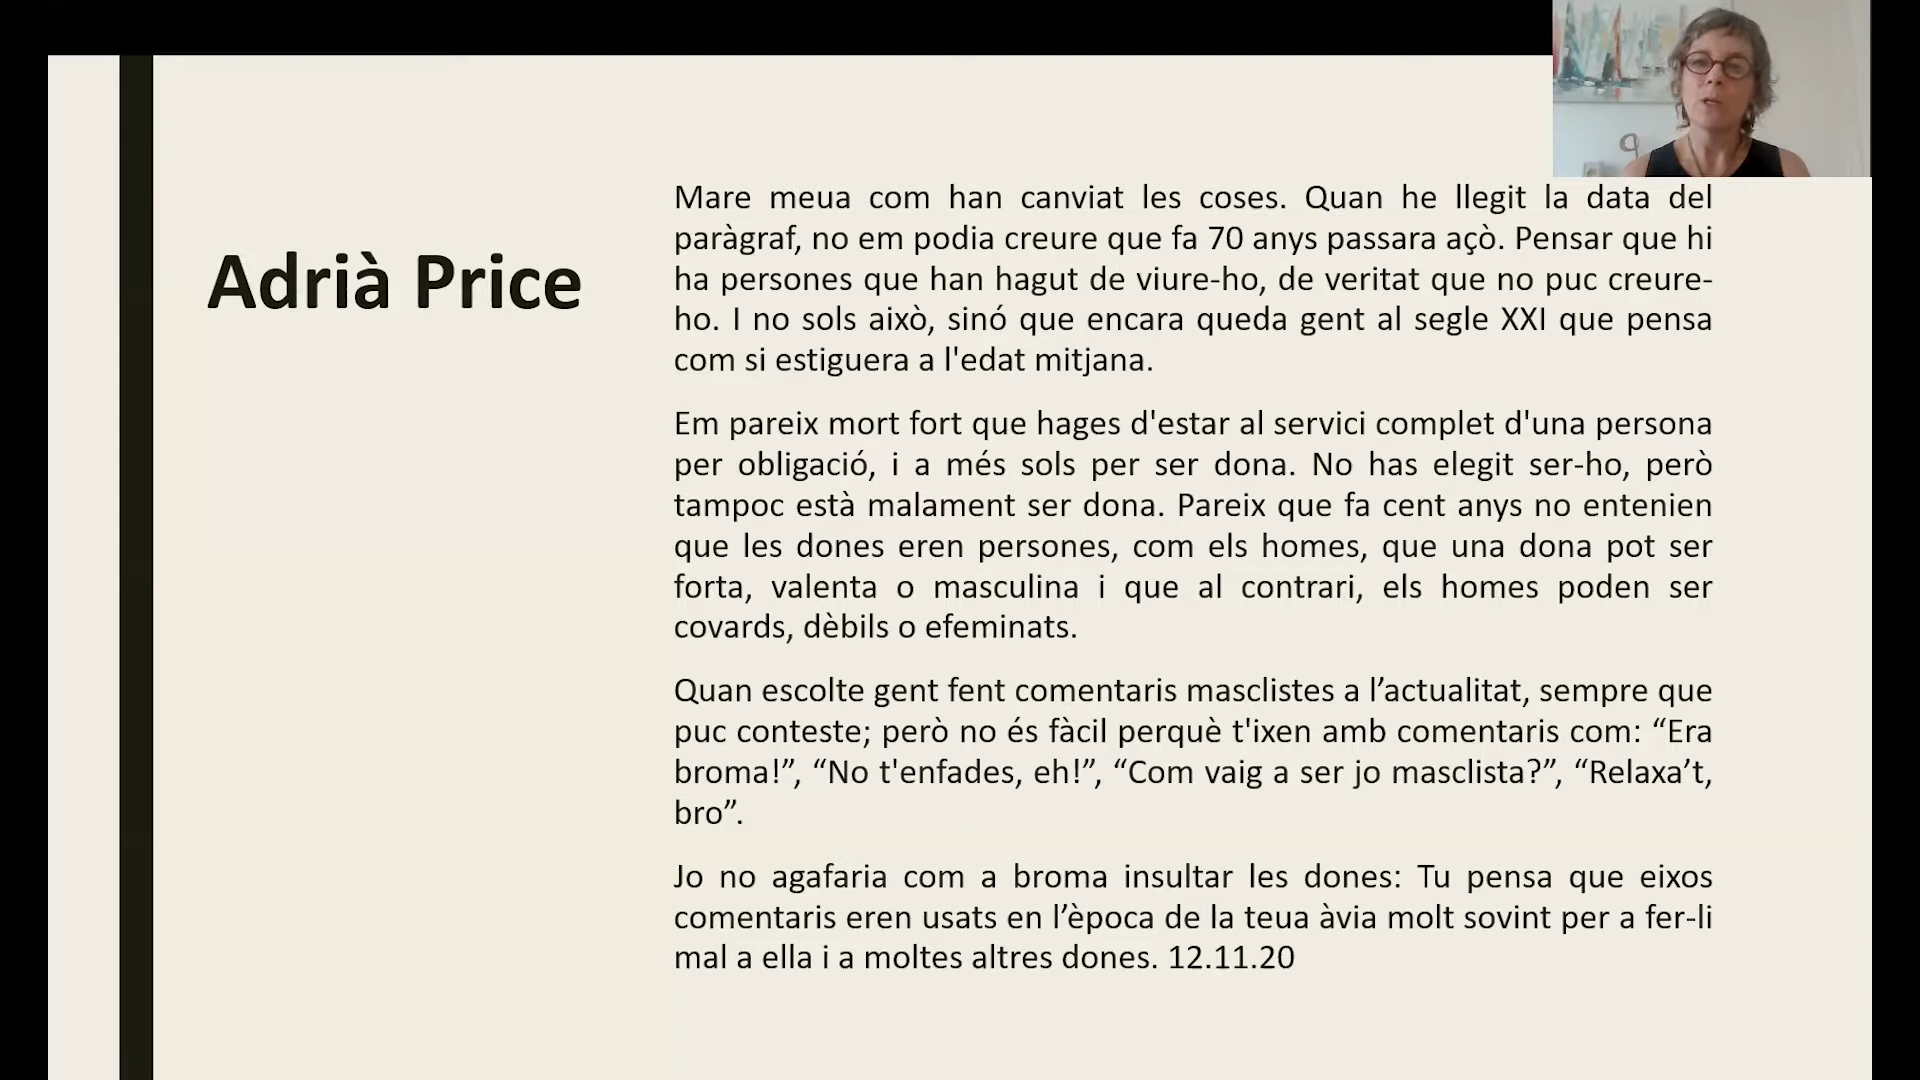 Adrià Price
Mare meua com han canviat les coses. Quan he llegit la data del
paràgraf, no em podia creure que fa 70 anys passara açò. Pensar que hi
ha persones que han hagut de viure-ho, de veritat que no puc creure-
ho. I no sols això, sinó que encara queda gent al segle XXI que pensa
com si estiguera a l'edat mitjana.
Em pareix mort fort que hages d'estar al servici complet d'una persona
per obligació, i a més sols per ser dona. No has elegit ser-ho, però
tampoc està malament ser dona. Pareix que fa cent anys no entenien
que les dones eren persones, com els homes, que una dona pot ser
forta, valenta o masculina i que al contrari, els homes poden ser
covards, dèbils o efeminats.
Quan escolte gent fent comentaris masclistes a l’actualitat, sempre que
puc conteste; però no és fàcil perquè t'ixen amb comentaris com: “Era
broma!”, “No t'enfades, eh!”, “Com vaig a ser jo masclista?”, “Relaxa’t,
bro”.
Jo no agafaria com a broma insultar les dones: Tu pensa que eixos
comentaris eren usats en l’època de la teua àvia molt sovint per a fer-li
mal a ella i a moltes altres dones. 12.11.20